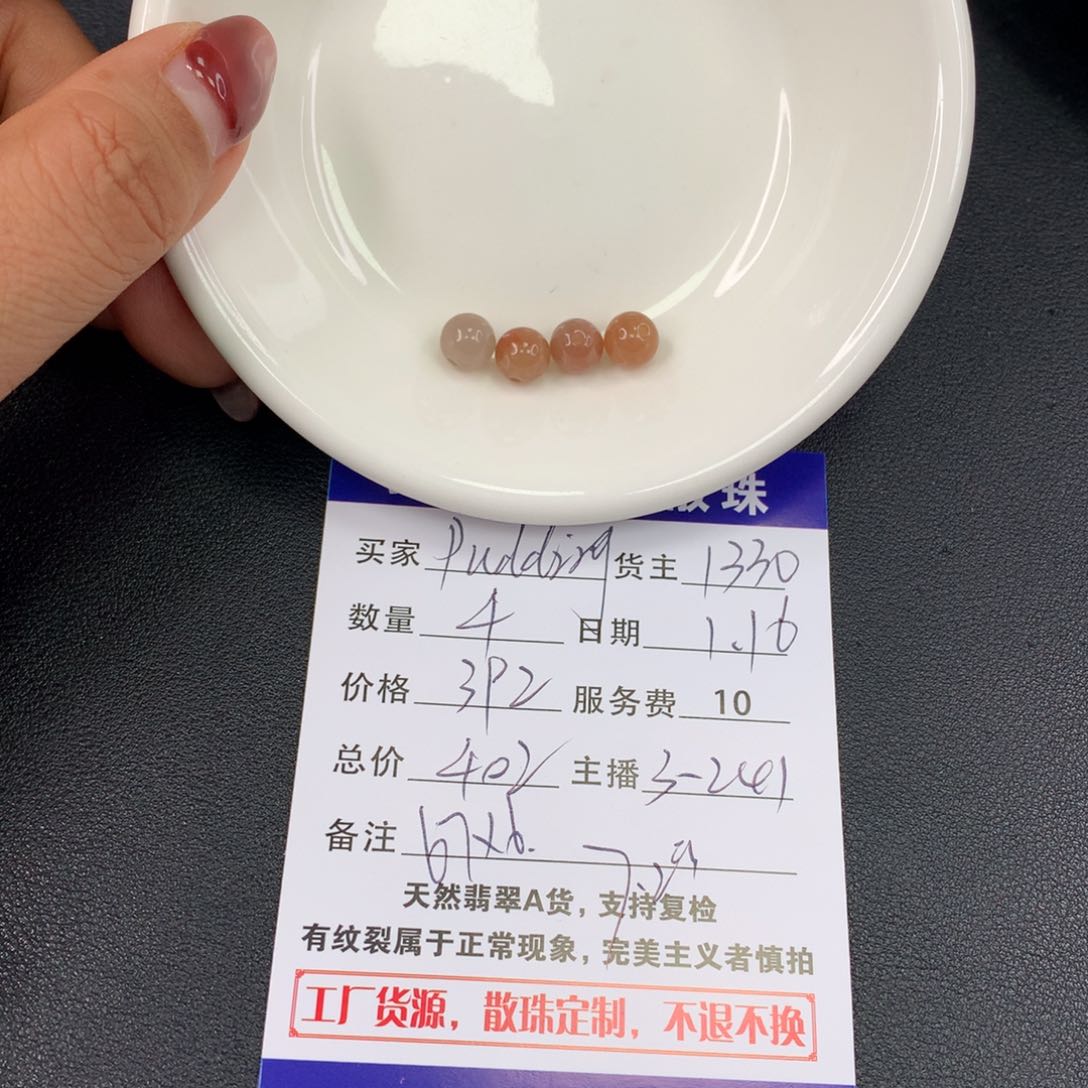 散珠
买家 Pudding 货主 1330
数量 4 日期 1.16
价格 392 服务费 10
总价 402 主播 3-241
备注
天然翡翠A货，支持复检
有纹裂属于正常现象，完美主义者慎拍
工厂货源，散珠定制，不退不换